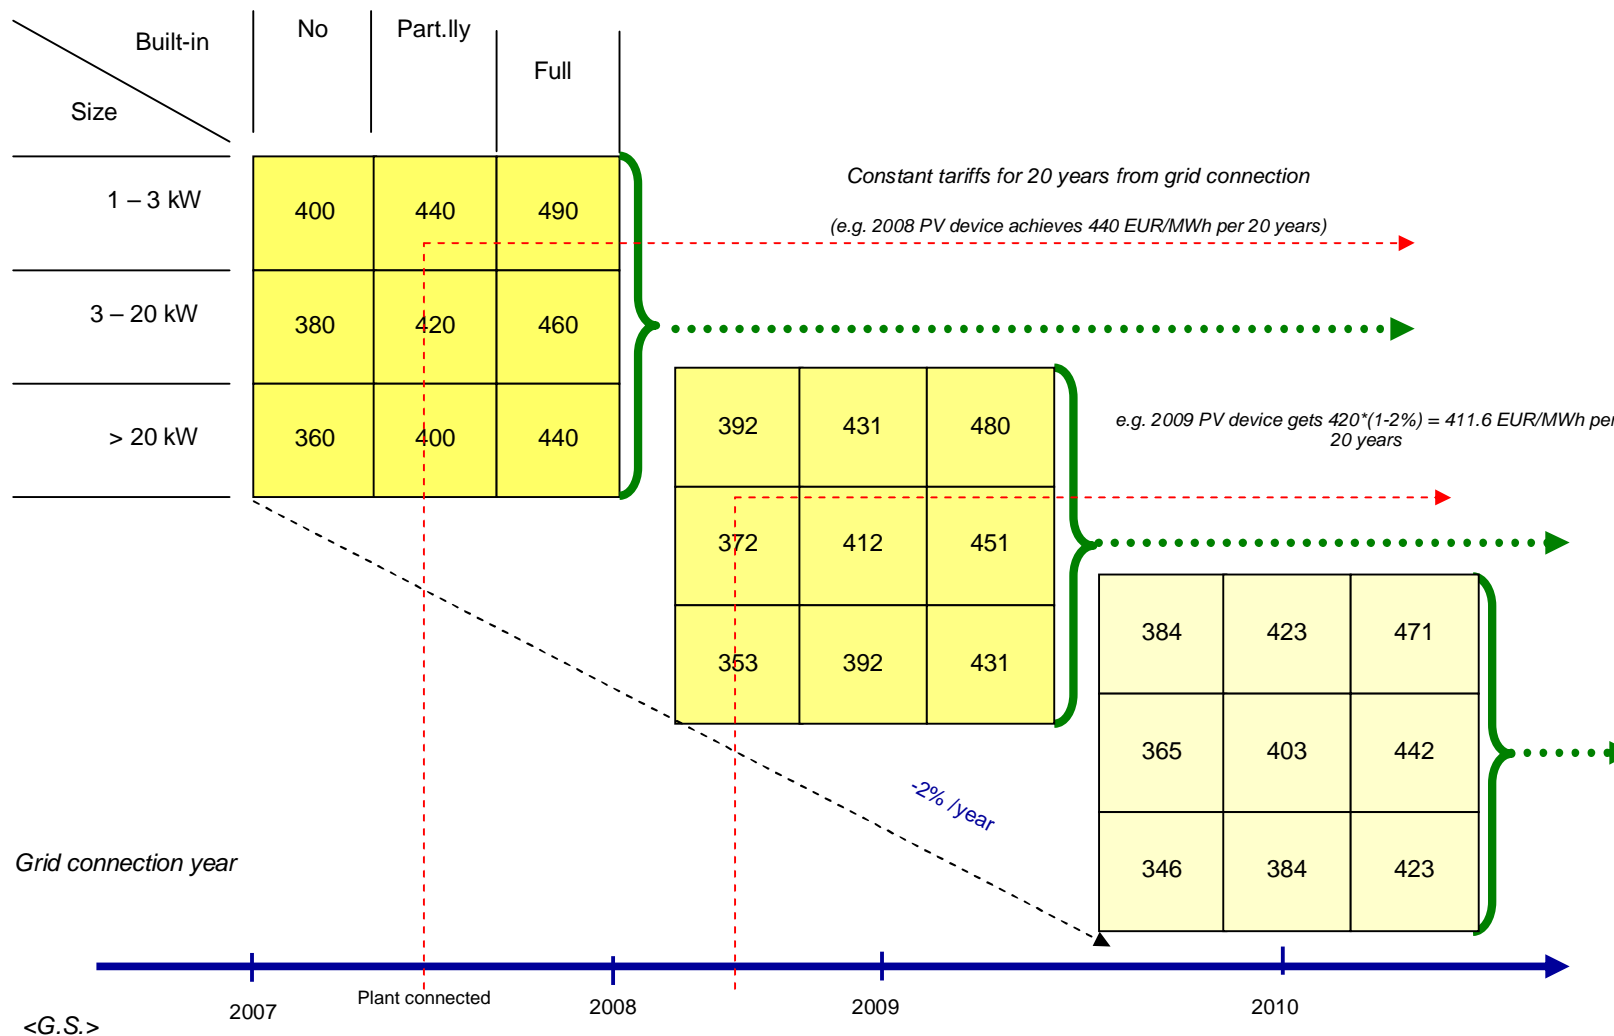 Built-in
No
Part.lly
Full
Size
1 – 3 kW
400
440
490
3 – 20 kW
380
420
460
> 20 kW
360
400
440
Constant tariffs for 20 years from grid connection
(e.g. 2008 PV device achieves 440 EUR/MWh per 20 years)
392
431
480
372
412
451
353
392
431
e.g. 2009 PV device gets 420*(1-2%) = 411.6 EUR/MWh per
20 years
384
423
471
365
403
442
346
384
423
-2% /year
Grid connection year
2007
Plant connected
2008
2009
2010
<G.S.>